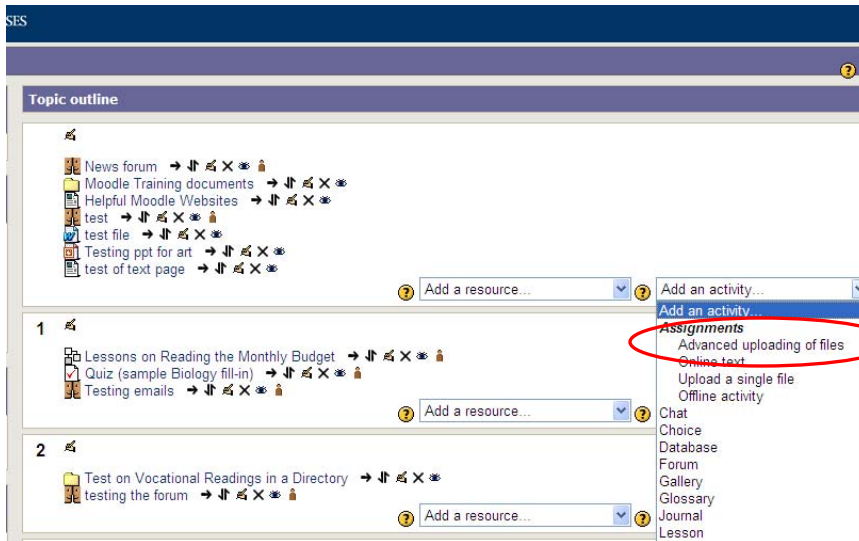 SES
Topic outline
News forum
Moodle Training documents
Helpful Moodle Websites
test
test file
Testing ppt for art
test of text page
Add a resource... Add an activity...
Add an activity...
Assignments
Advanced uploading of files
Online text
Upload a single file
Offline activity
Chat
Choice
Database
Forum
Gallery
Glossary
Journal
Lesson
1
Lessons on Reading the Monthly Budget
Quiz (sample Biology fill-in)
Testing emails
Add a resource...
2
Test on Vocational Readings in a Directory
testing the forum
Add a resource...